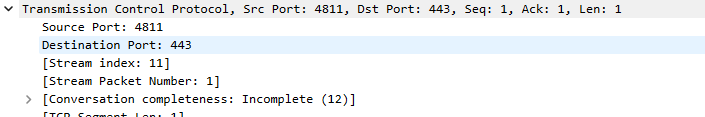 Transmission Control Protocol, Src Port: 4811, Dst Port: 443, Seq: 1, Ack: 1, Len: 1
Source Port: 4811
Destination Port: 443
[Stream index: 11]
[Stream Packet Number: 1]
[Conversation completeness: Incomplete (12)]
[TCP Segment Len: 1]